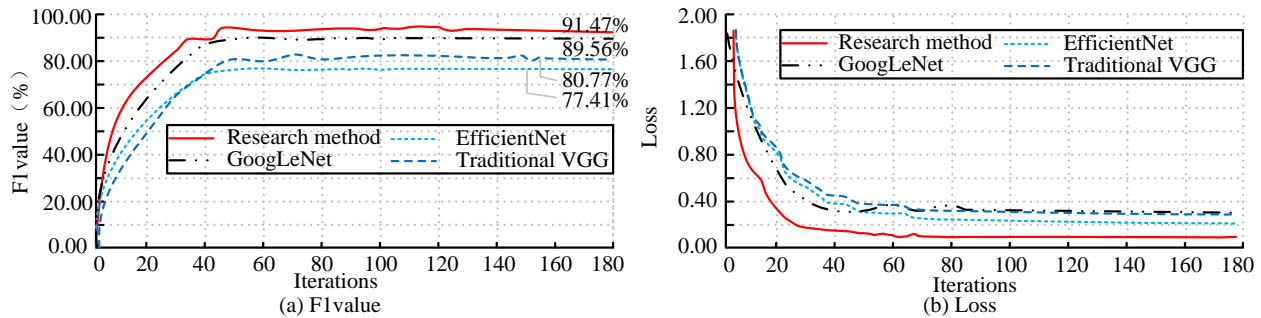 F1value（%）
100.00
80.00
60.00
40.00
20.00
0.00
91.47%
89.56%
80.77%
77.41%
Research method
EfficientNet
GoogLeNet
Traditional VGG
0 20 40 60 80 100 120 140 160 180
Iterations
(a) F1value
Loss
2.00
1.60
1.20
0.80
0.40
0.00
Research method
EfficientNet
GoogLeNet
Traditional VGG
0 20 40 60 80 100 120 140 160 180
Iterations
(b) Loss